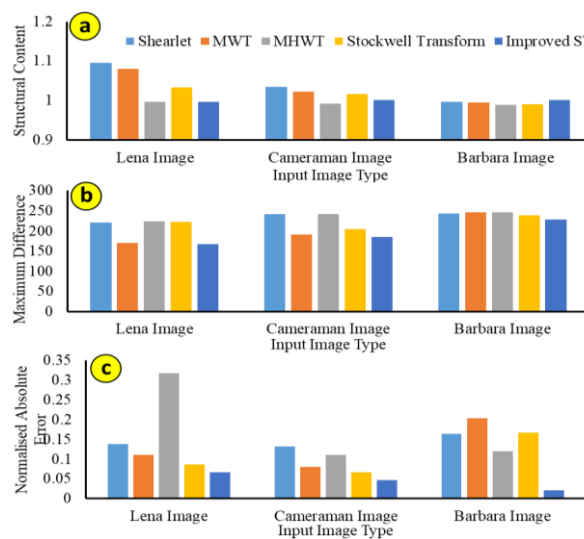 a
Shearlet MWT MHWT Stockwell Transform Improved S
Structural Content
1.2
1.1
1
0.9
Lena Image Cameraman Image Barbara Image
Input Image Type
b
Maximum Difference
300
250
200
150
100
50
0
Lena Image Cameraman Image Barbara Image
Input Image Type
c
Normalised Absolute
Error
0.35
0.3
0.25
0.2
0.15
0.1
0.05
0
Lena Image Cameraman Image Barbara Image
Input Image Type